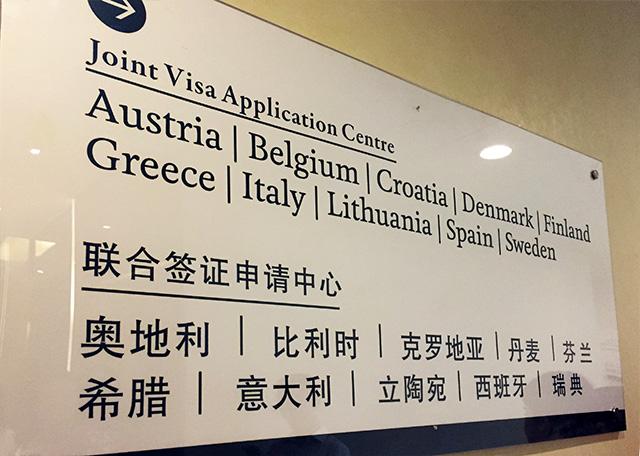 Joint Visa Application Centre
Austria | Belgium | Croatia | Denmark | Finland
Greece | Italy | Lithuania | Spain | Sweden
联合签证申请中心
奥地利 | 比利时 | 克罗地亚 | 丹麦 | 芬兰
希腊 | 意大利 | 立陶宛 | 西班牙 | 瑞典